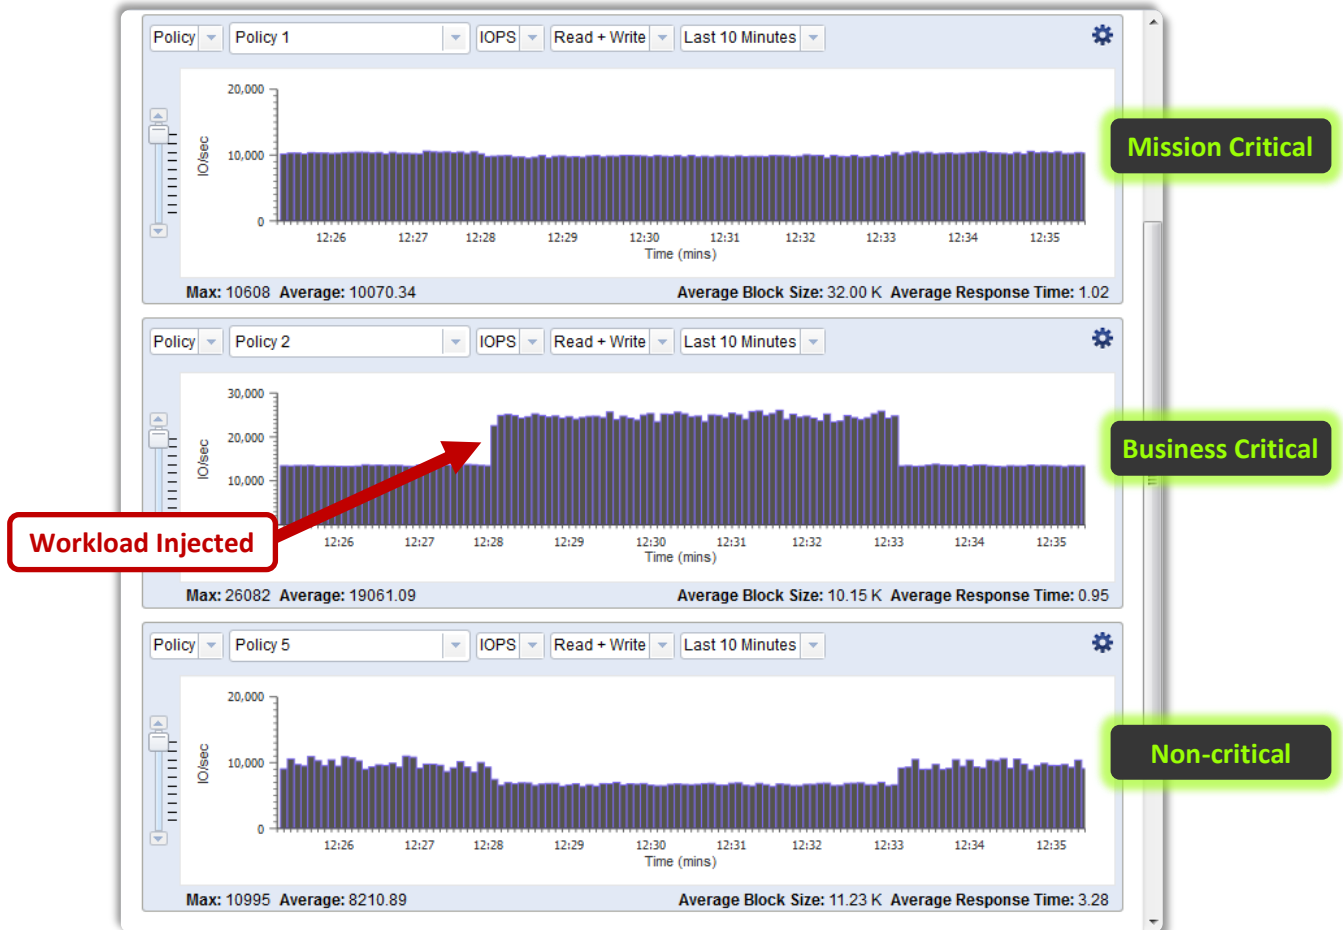 Policy Policy 1 IOPS Read + Write Last 10 Minutes
20,000
10,000
0
IO/sec
12:26 12:27 12:28 12:29 12:30 12:31 12:32 12:33 12:34 12:35
Time (mins)
Max: 10608 Average: 10070.34 Average Block Size: 32.00 K Average Response Time: 1.02
Mission Critical
Policy Policy 2 IOPS Read + Write Last 10 Minutes
30,000
20,000
10,000
IO/sec
12:26 12:27 12:28 12:29 12:30 12:31 12:32 12:33 12:34 12:35
Time (mins)
Max: 26082 Average: 19061.09 Average Block Size: 10.15 K Average Response Time: 0.95
Business Critical
Workload Injected
Policy Policy 5 IOPS Read + Write Last 10 Minutes
20,000
10,000
0
IO/sec
12:26 12:27 12:28 12:29 12:30 12:31 12:32 12:33 12:34 12:35
Time (mins)
Max: 10995 Average: 8210.89 Average Block Size: 11.23 K Average Response Time: 3.28
Non-critical